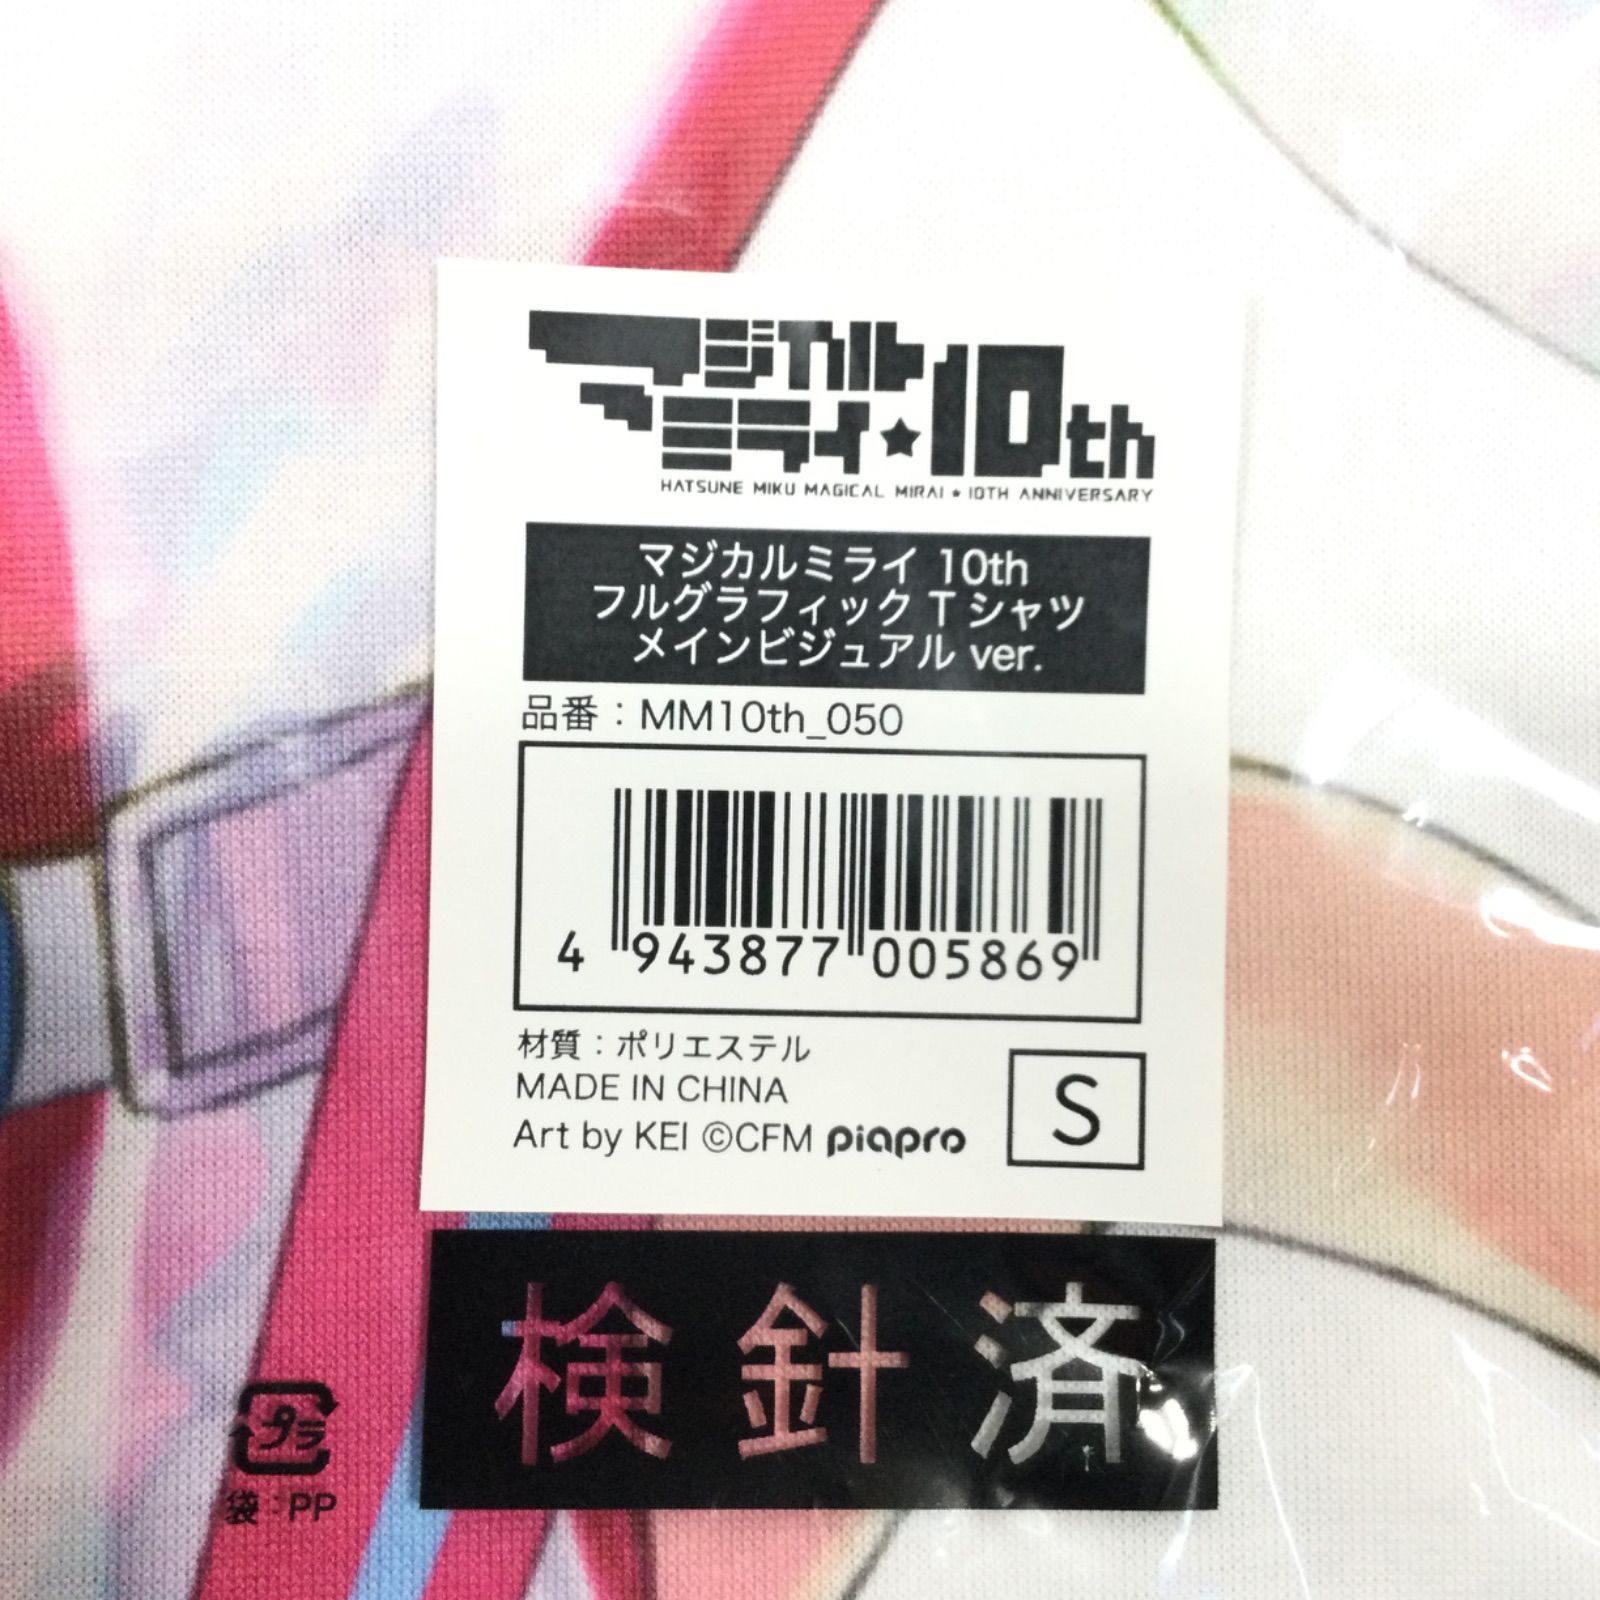 マジカル
ミライ★10th
HATSUNE MIKU MAGICAL MIRAI ★ 10TH ANNIVERSARY
マジカルミライ 10th
フルグラフィック Tシャツ
メインビジュアル ver.
品番：MM10th_050
4 943877 005869
材質：ポリエステル
MADE IN CHINA
S
Art by KEI ©CFM piapro
検針済
プラ
袋：PP